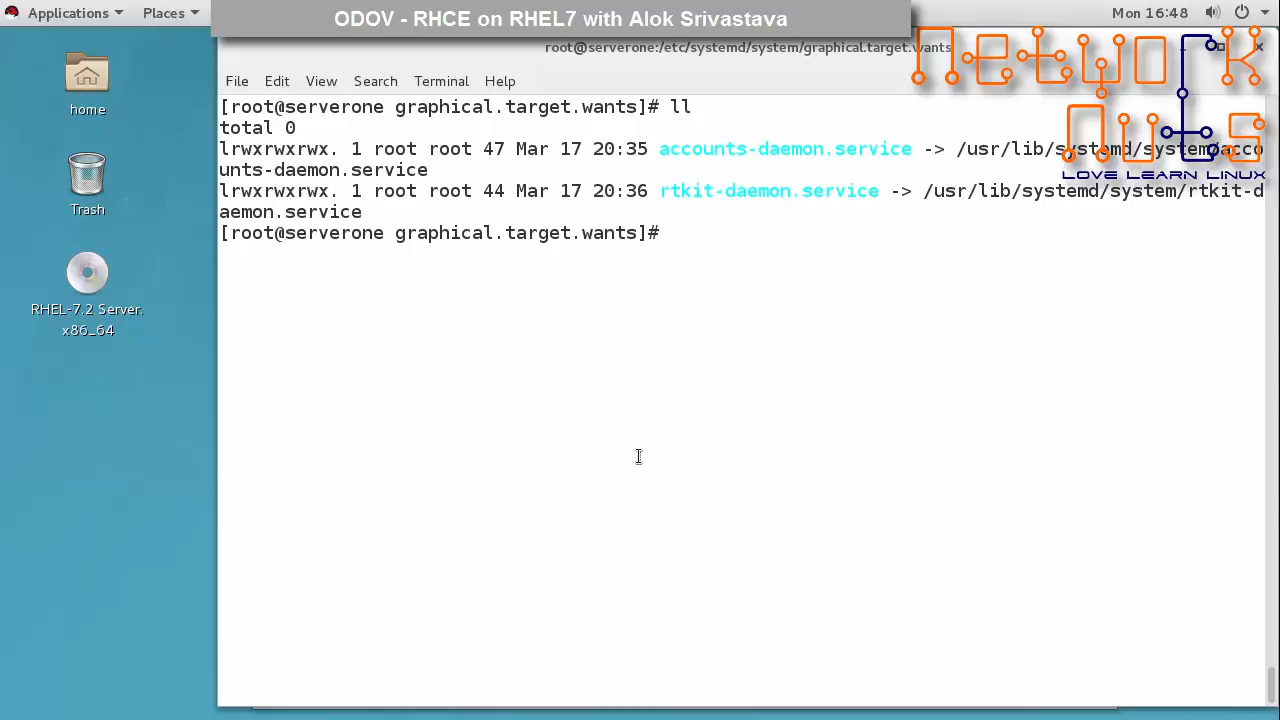 Applications Places Mon 16:48
ODOV - RHCE on RHEL7 with Alok Srivastava
root@serverone:/etc/systemd/system/graphical.target.wants
network
nuts
LOVE LEARN LINUX
File Edit View Search Terminal Help
[root@serverone graphical.target.wants]# ll
total 0
lrwxrwxrwx. 1 root root 47 Mar 17 20:35 accounts-daemon.service -> /usr/lib/systemd/system/acco
unts-daemon.service
lrwxrwxrwx. 1 root root 44 Mar 17 20:36 rtkit-daemon.service -> /usr/lib/systemd/system/rtkit-d
aemon.service
[root@serverone graphical.target.wants]#
home
Trash
RHEL-7.2 Server.
x86_64